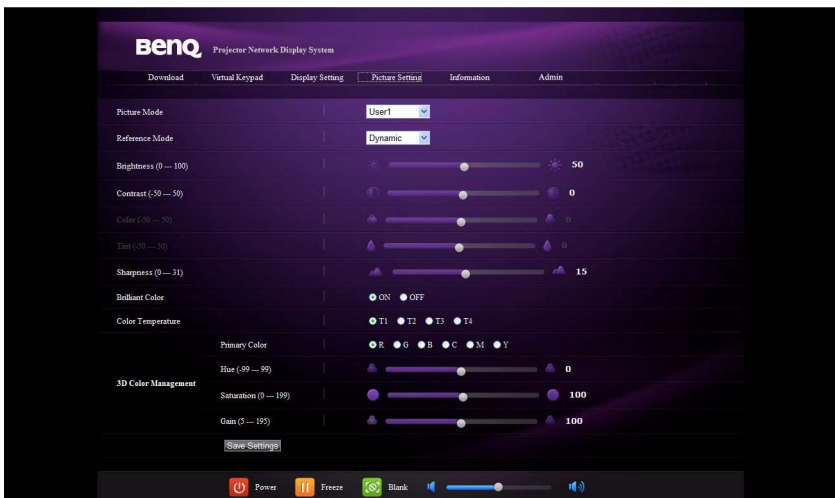 BenQ Projector Network Display System
Download Virtual Keypad Display Setting Picture Setting Information Admin
Picture Mode User1
Reference Mode Dynamic
Brightness (0 --- 100) 50
Contrast (-50 --- 50) 0
Color (-50 --- 50) 0
Tint (-50 --- 50) 0
Sharpness (0 --- 31) 15
Brilliant Color ON OFF
Color Temperature T1 T2 T3 T4
Primary Color R G B C M Y
Hue (-99 --- 99) 0
3D Color Management
Saturation (0 --- 199) 100
Gain (5 --- 195) 100
Save Settings
Power Freeze Blank